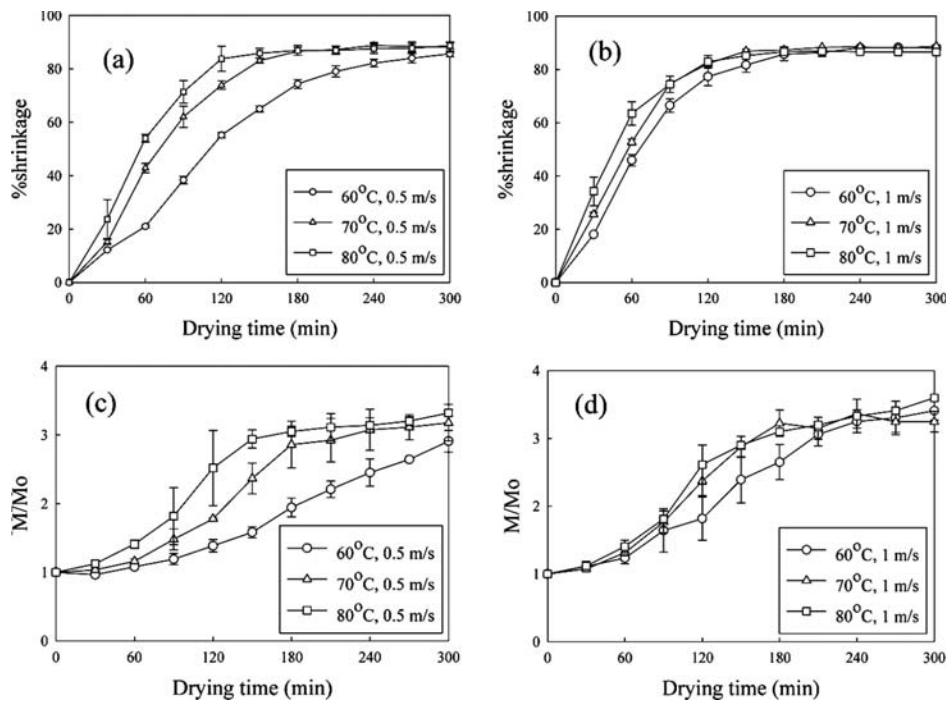 (a)
100
80
60
40
20
0
%shrinkage
60°C, 0.5 m/s
70°C, 0.5 m/s
80°C, 0.5 m/s
0 60 120 180 240 300
Drying time (min)
(b)
100
80
60
40
20
0
%shrinkage
60°C, 1 m/s
70°C, 1 m/s
80°C, 1 m/s
0 60 120 180 240 300
Drying time (min)
(c)
4
3
2
1
0
M/Mo
60°C, 0.5 m/s
70°C, 0.5 m/s
80°C, 0.5 m/s
0 60 120 180 240 300
Drying time (min)
(d)
4
3
2
1
0
M/Mo
60°C, 1 m/s
70°C, 1 m/s
80°C, 1 m/s
0 60 120 180 240 300
Drying time (min)